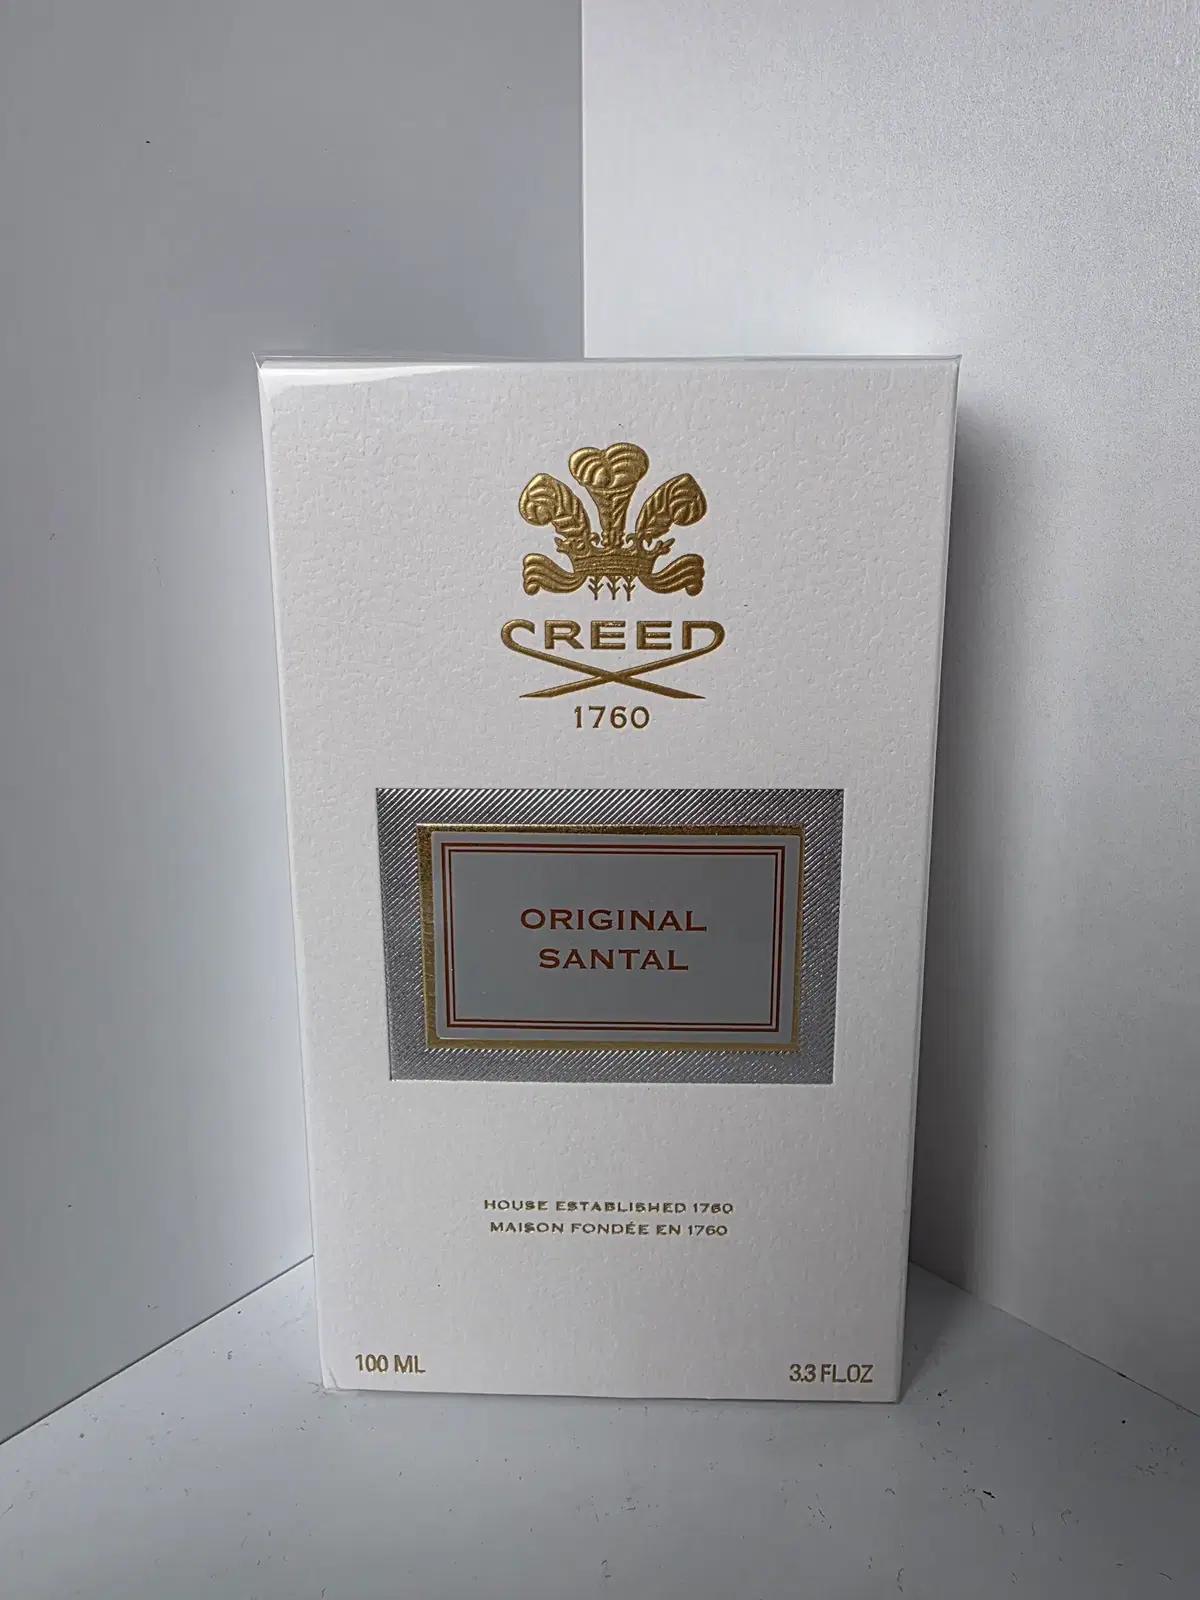 CREED
1760
ORIGINAL
SANTAL
HOUSE ESTABLISHED 1760
MAISON FONDÉE EN 1760
100 ML
3.3 FL.OZ